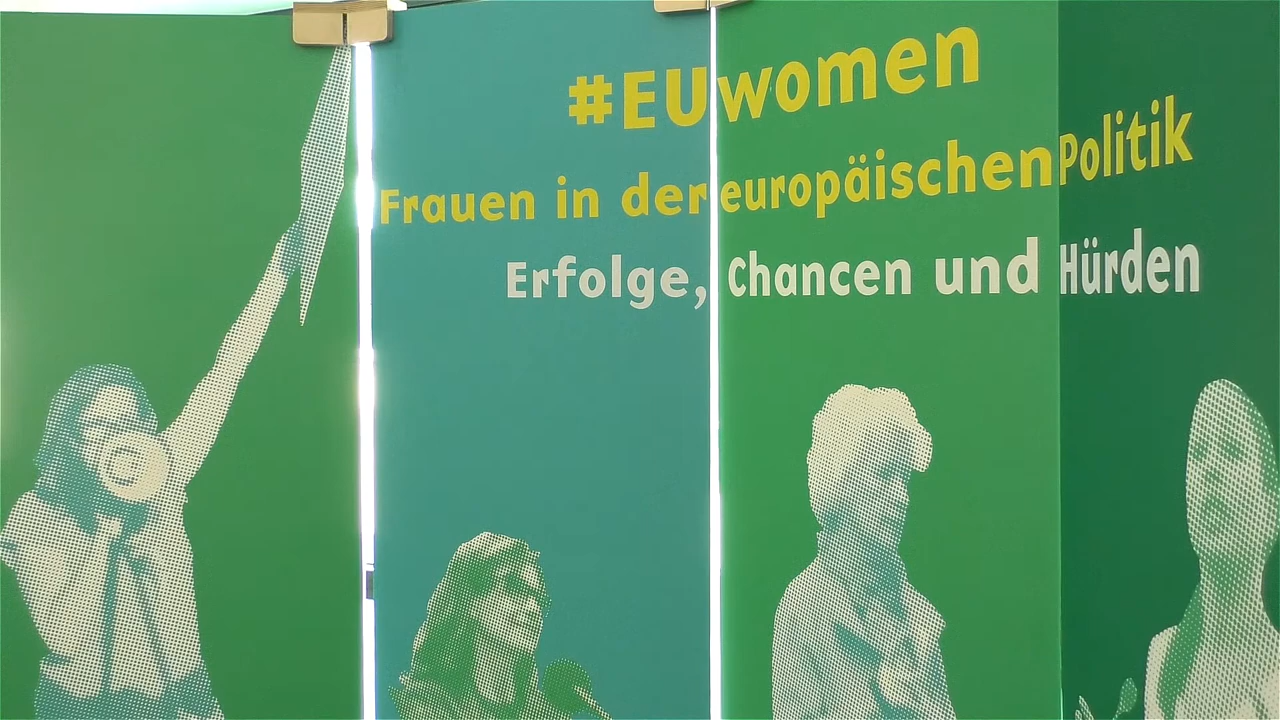 #EUwomen
Frauen in der europäischen Politik
Erfolge, Chancen und Hürden